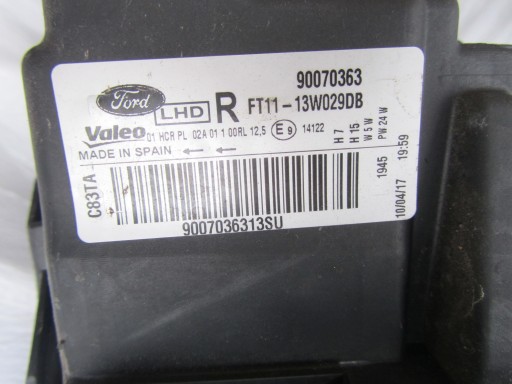 90070363
Ford LHD R FT11-13W029DB
Valeo 01 HCR PL 02A 01 1 00RL 12,5 E9 14122
MADE IN SPAIN ← ←
H 7
H 15
W 5 W
PW 24 W
1945 19:59
10/04/17
C83TA
9007036313SU